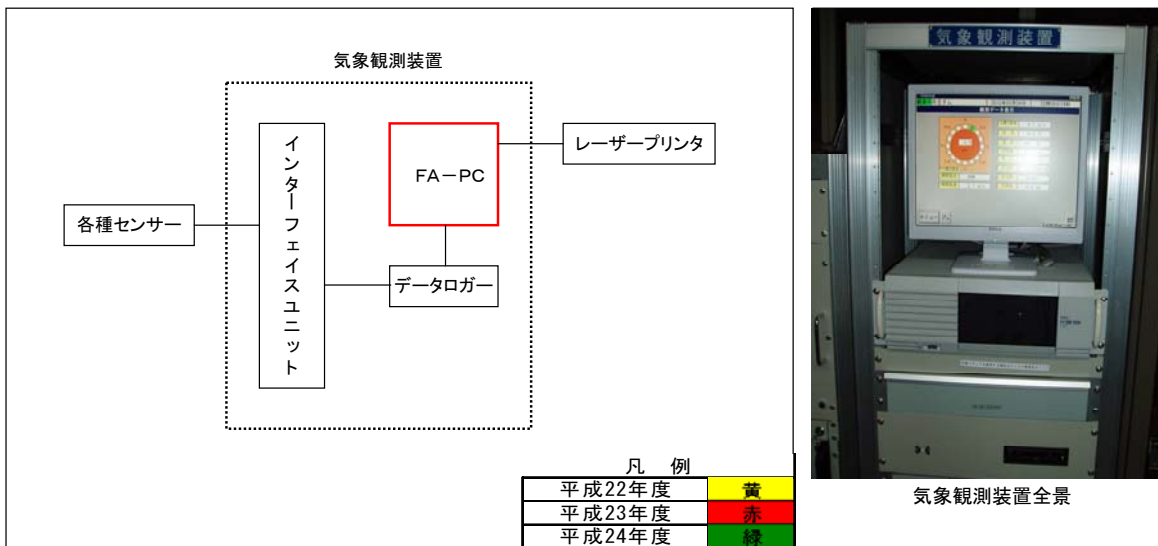 気象観測装置
インターフェイスユニット
FA－PC
レーザープリンタ
各種センサー
データロガー
凡 例
平成22年度 黄
平成23年度 赤
平成24年度 緑
気象観測装置
メニュー
気象観測装置全景